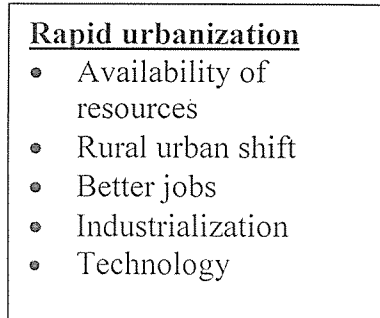 Rapid urbanization
• Availability of
resources
• Rural urban shift
• Better jobs
• Industrialization
• Technology